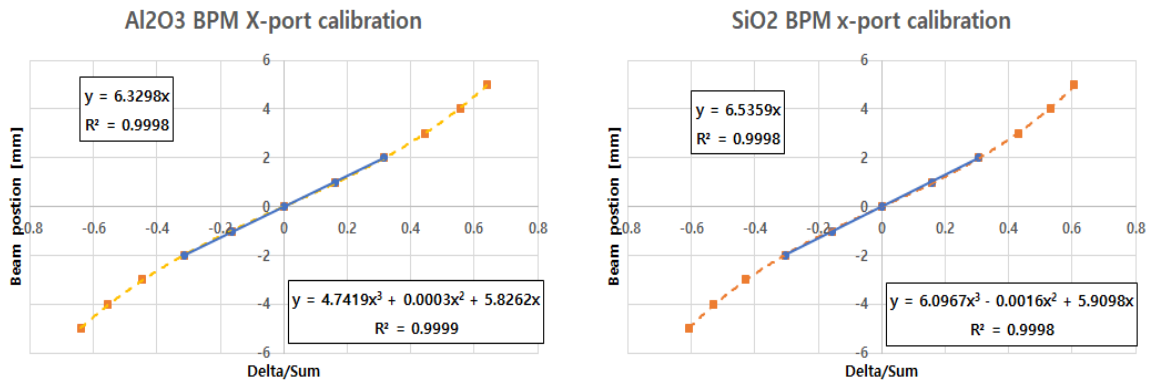 Al2O3 BPM X-port calibration
6
y = 6.3298x
R² = 0.9998
4
2
0
-0.8 -0.6 -0.4 -0.2 0 0.2 0.4 0.6 0.8
-2
-4
-6
y = 4.7419x³ + 0.0003x² + 5.8262x
R² = 0.9999
Beam postion [mm]
Delta/Sum
SiO2 BPM x-port calibration
6
y = 6.5359x
R² = 0.9998
4
2
0
-0.8 -0.6 -0.4 -0.2 0 0.2 0.4 0.6 0.8
-2
-4
-6
y = 6.0967x³ - 0.0016x² + 5.9098x
R² = 0.9998
Beam postion [mm]
Delta/Sum